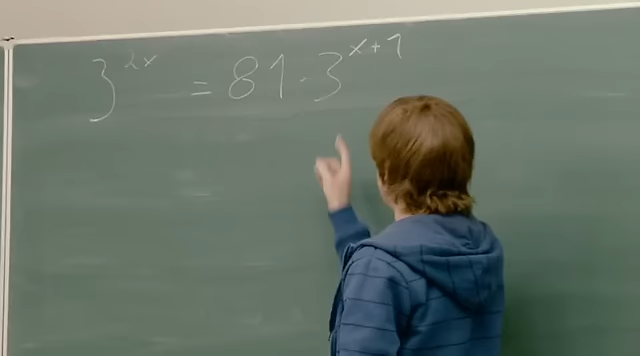 3^{2x} = 81 · 3^{x+1}